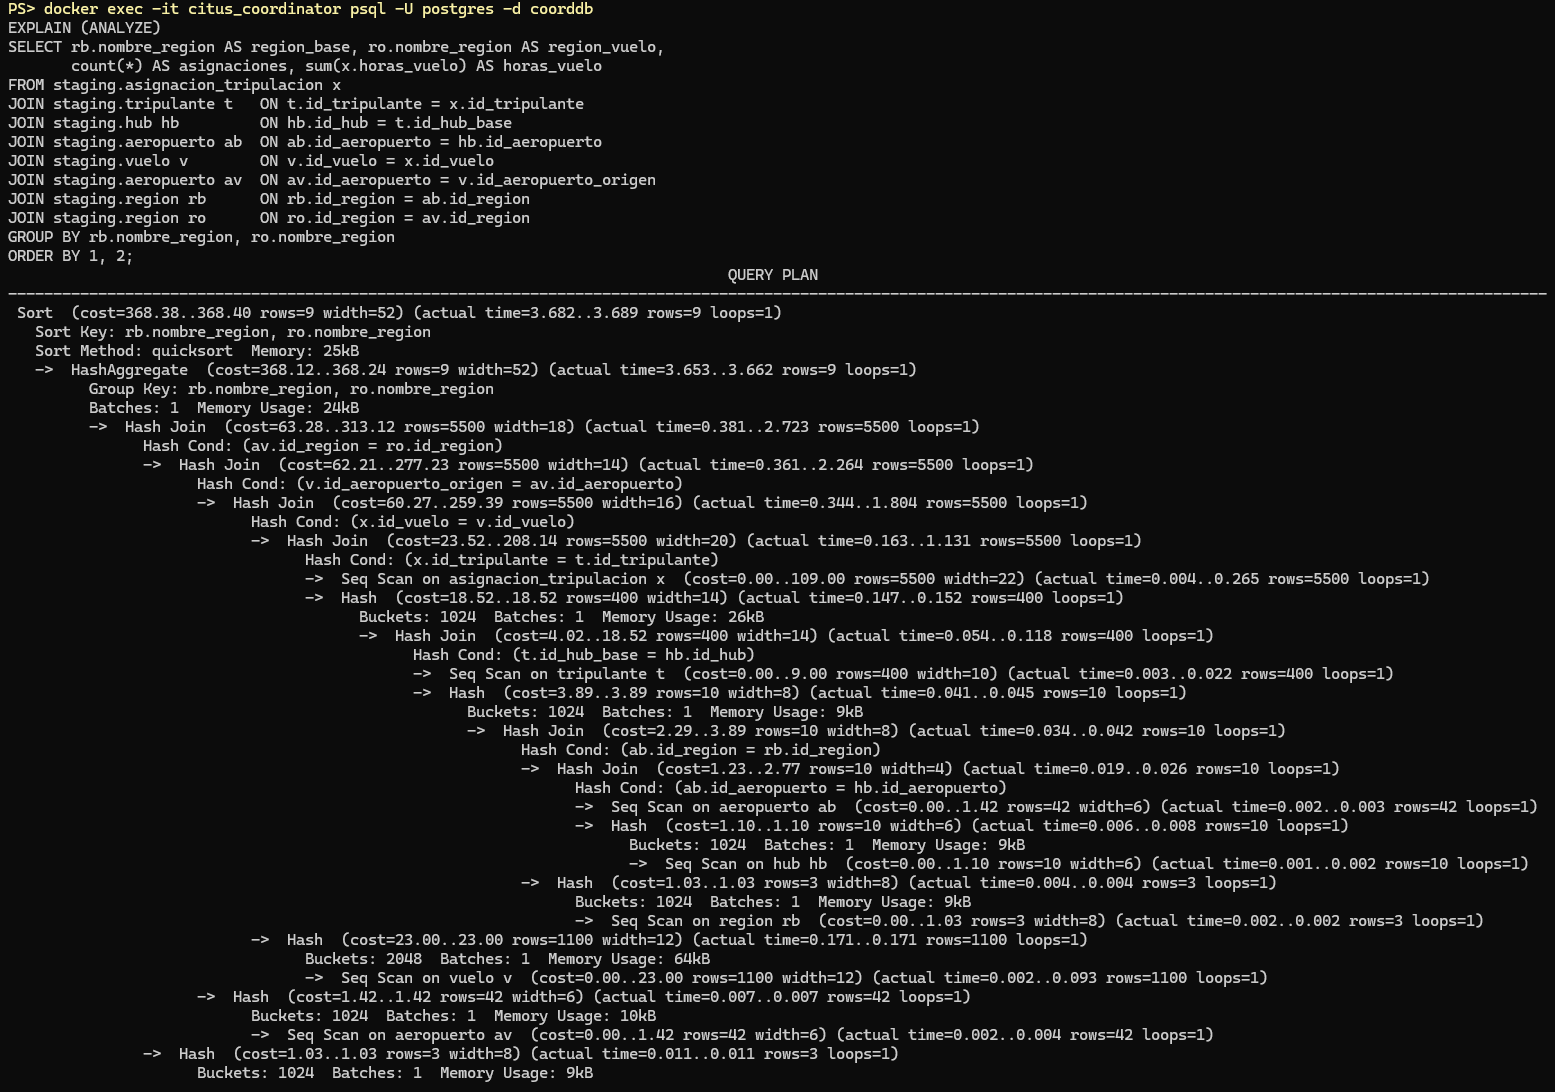 PS> docker exec -it citus_coordinator psql -U postgres -d coorddb
EXPLAIN (ANALYZE)
SELECT rb.nombre_region AS region_base, ro.nombre_region AS region_vuelo,
       count(*) AS asignaciones, sum(x.horas_vuelo) AS horas_vuelo
FROM staging.asignacion_tripulacion x
JOIN staging.tripulante t   ON t.id_tripulante = x.id_tripulante
JOIN staging.hub hb         ON hb.id_hub = t.id_hub_base
JOIN staging.aeropuerto ab  ON ab.id_aeropuerto = hb.id_aeropuerto
JOIN staging.vuelo v        ON v.id_vuelo = x.id_vuelo
JOIN staging.aeropuerto av  ON av.id_aeropuerto = v.id_aeropuerto_origen
JOIN staging.region rb      ON rb.id_region = ab.id_region
JOIN staging.region ro      ON ro.id_region = av.id_region
GROUP BY rb.nombre_region, ro.nombre_region
ORDER BY 1, 2;
QUERY PLAN
 Sort  (cost=368.38..368.40 rows=9 width=52) (actual time=3.682..3.689 rows=9 loops=1)
   Sort Key: rb.nombre_region, ro.nombre_region
   Sort Method: quicksort  Memory: 25kB
   ->  HashAggregate  (cost=368.12..368.24 rows=9 width=52) (actual time=3.653..3.662 rows=9 loops=1)
         Group Key: rb.nombre_region, ro.nombre_region
         Batches: 1  Memory Usage: 24kB
         ->  Hash Join  (cost=63.28..313.12 rows=5500 width=18) (actual time=0.381..2.723 rows=5500 loops=1)
               Hash Cond: (av.id_region = ro.id_region)
               ->  Hash Join  (cost=62.21..277.23 rows=5500 width=14) (actual time=0.361..2.264 rows=5500 loops=1)
                     Hash Cond: (v.id_aeropuerto_origen = av.id_aeropuerto)
                     ->  Hash Join  (cost=60.27..259.39 rows=5500 width=16) (actual time=0.344..1.804 rows=5500 loops=1)
                           Hash Cond: (x.id_vuelo = v.id_vuelo)
                           ->  Hash Join  (cost=23.52..208.14 rows=5500 width=20) (actual time=0.163..1.131 rows=5500 loops=1)
                                 Hash Cond: (x.id_tripulante = t.id_tripulante)
                                 ->  Seq Scan on asignacion_tripulacion x  (cost=0.00..109.00 rows=5500 width=22) (actual time=0.004..0.265 rows=5500 loops=1)
                                 ->  Hash  (cost=18.52..18.52 rows=400 width=14) (actual time=0.147..0.152 rows=400 loops=1)
                                       Buckets: 1024  Batches: 1  Memory Usage: 26kB
                                       ->  Hash Join  (cost=4.02..18.52 rows=400 width=14) (actual time=0.054..0.118 rows=400 loops=1)
                                             Hash Cond: (t.id_hub_base = hb.id_hub)
                                             ->  Seq Scan on tripulante t  (cost=0.00..9.00 rows=400 width=10) (actual time=0.003..0.022 rows=400 loops=1)
                                             ->  Hash  (cost=3.89..3.89 rows=10 width=8) (actual time=0.041..0.045 rows=10 loops=1)
                                                   Buckets: 1024  Batches: 1  Memory Usage: 9kB
                                                   ->  Hash Join  (cost=2.29..3.89 rows=10 width=8) (actual time=0.034..0.042 rows=10 loops=1)
                                                         Hash Cond: (ab.id_region = rb.id_region)
                                                         ->  Hash Join  (cost=1.23..2.77 rows=10 width=4) (actual time=0.019..0.026 rows=10 loops=1)
                                                               Hash Cond: (ab.id_aeropuerto = hb.id_aeropuerto)
                                                               ->  Seq Scan on aeropuerto ab  (cost=0.00..1.42 rows=42 width=6) (actual time=0.002..0.003 rows=42 loops=1)
                                                               ->  Hash  (cost=1.10..1.10 rows=10 width=6) (actual time=0.006..0.008 rows=10 loops=1)
                                                                     Buckets: 1024  Batches: 1  Memory Usage: 9kB
                                                                     ->  Seq Scan on hub hb  (cost=0.00..1.10 rows=10 width=6) (actual time=0.001..0.002 rows=10 loops=1)
                                                         ->  Hash  (cost=1.03..1.03 rows=3 width=8) (actual time=0.004..0.004 rows=3 loops=1)
                                                               Buckets: 1024  Batches: 1  Memory Usage: 9kB
                                                               ->  Seq Scan on region rb  (cost=0.00..1.03 rows=3 width=8) (actual time=0.002..0.002 rows=3 loops=1)
                           ->  Hash  (cost=23.00..23.00 rows=1100 width=12) (actual time=0.171..0.171 rows=1100 loops=1)
                                 Buckets: 2048  Batches: 1  Memory Usage: 64kB
                                 ->  Seq Scan on vuelo v  (cost=0.00..23.00 rows=1100 width=12) (actual time=0.002..0.093 rows=1100 loops=1)
                     ->  Hash  (cost=1.42..1.42 rows=42 width=6) (actual time=0.007..0.007 rows=42 loops=1)
                           Buckets: 1024  Batches: 1  Memory Usage: 10kB
                           ->  Seq Scan on aeropuerto av  (cost=0.00..1.42 rows=42 width=6) (actual time=0.002..0.004 rows=42 loops=1)
               ->  Hash  (cost=1.03..1.03 rows=3 width=8) (actual time=0.011..0.011 rows=3 loops=1)
                     Buckets: 1024  Batches: 1  Memory Usage: 9kB